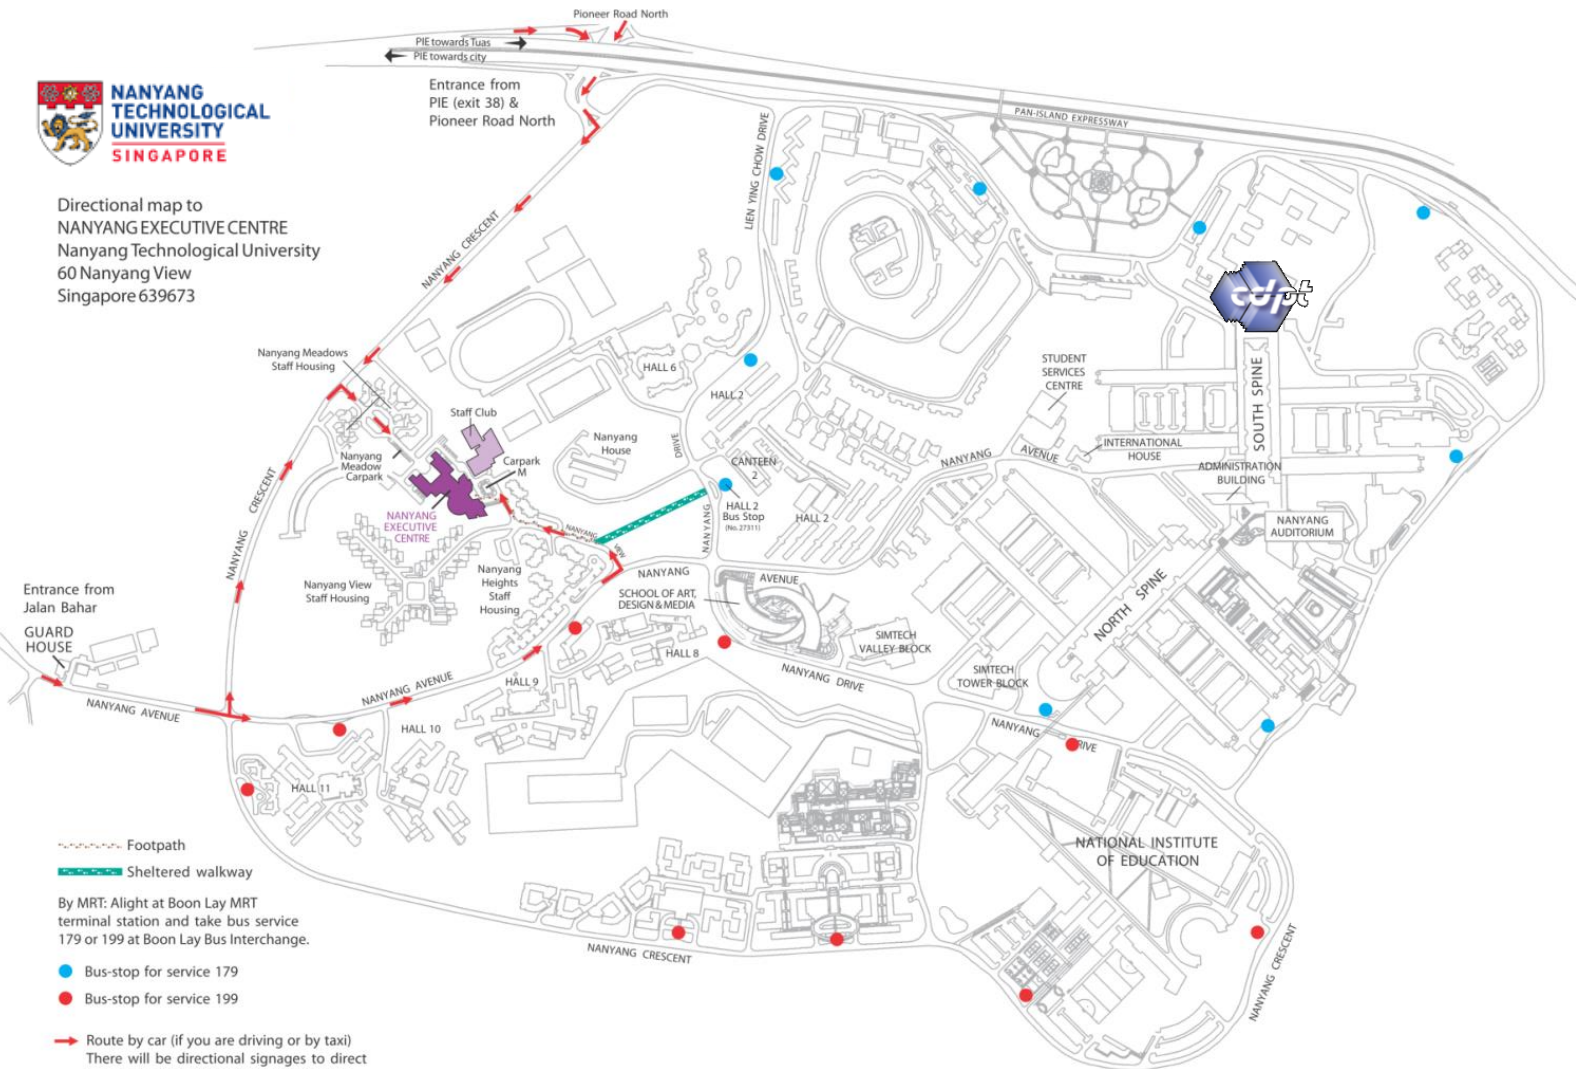 Pioneer Road North
PIE towards Tuas
PIE towards city
NANYANG
TECHNOLOGICAL
UNIVERSITY
SINGAPORE
Entrance from
PIE (exit 38) &
Pioneer Road North
PAN-ISLAND EXPRESSWAY
LIEN YING CHOW DRIVE
Directional map to
NANYANG EXECUTIVE CENTRE
Nanyang Technological University
60 Nanyang View
Singapore 639673
NANYANG CRESCENT
cdpt
Nanyang Meadows
Staff Housing
HALL 6
STUDENT
SERVICES
CENTRE
SOUTH SPINE
HALL 2
Staff Club
Nanyang
House
DRIVE
NANYANG
AVENUE
INTERNATIONAL
HOUSE
Nanyang
Meadow
Carpark
Carpark
M
CANTEEN
2
ADMINISTRATION
BUILDING
NANYANG
EXECUTIVE
CENTRE
HALL 2
Bus Stop
(No.27311)
HALL 2
NANYANG
AUDITORIUM
NANYANG
CRESCENT
NANYANG
VIEW
NANYANG
NANYANG
AVENUE
Nanyang View
Staff Housing
Nanyang
Heights
Staff
Housing
SCHOOL OF ART,
DESIGN & MEDIA
NORTH SPINE
Entrance from
Jalan Bahar
GUARD
HOUSE
SIMTECH
VALLEY BLOCK
HALL 8
NANYANG DRIVE
SIMTECH
TOWER BLOCK
NANYANG AVENUE
NANYANG AVENUE
HALL 9
HALL 10
NANYANG
RIVE
HALL 11
NATIONAL INSTITUTE
OF EDUCATION
Footpath
Sheltered walkway
By MRT: Alight at Boon Lay MRT
terminal station and take bus service
179 or 199 at Boon Lay Bus Interchange.
NANYANG CRESCENT
NANYANG CRESCENT
Bus-stop for service 179
Bus-stop for service 199
Route by car (if you are driving or by taxi)
There will be directional signages to direct